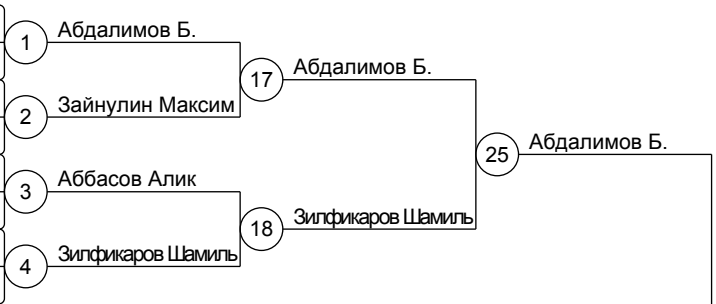 1
Абдалимов Б.
17
Абдалимов Б.
2
Зайнулин Максим
25
Абдалимов Б.
3
Аббасов Алик
18
Зилфикаров Шамиль
4
Зилфикаров Шамиль